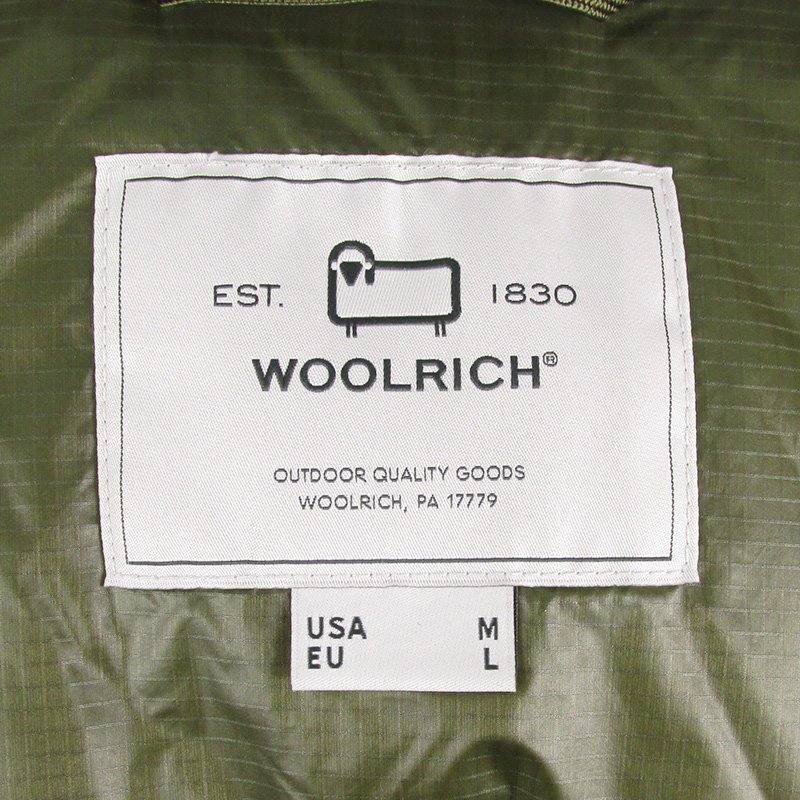 EST. 1830
WOOLRICH®
OUTDOOR QUALITY GOODS
WOOLRICH, PA 17779
USA M
EU L